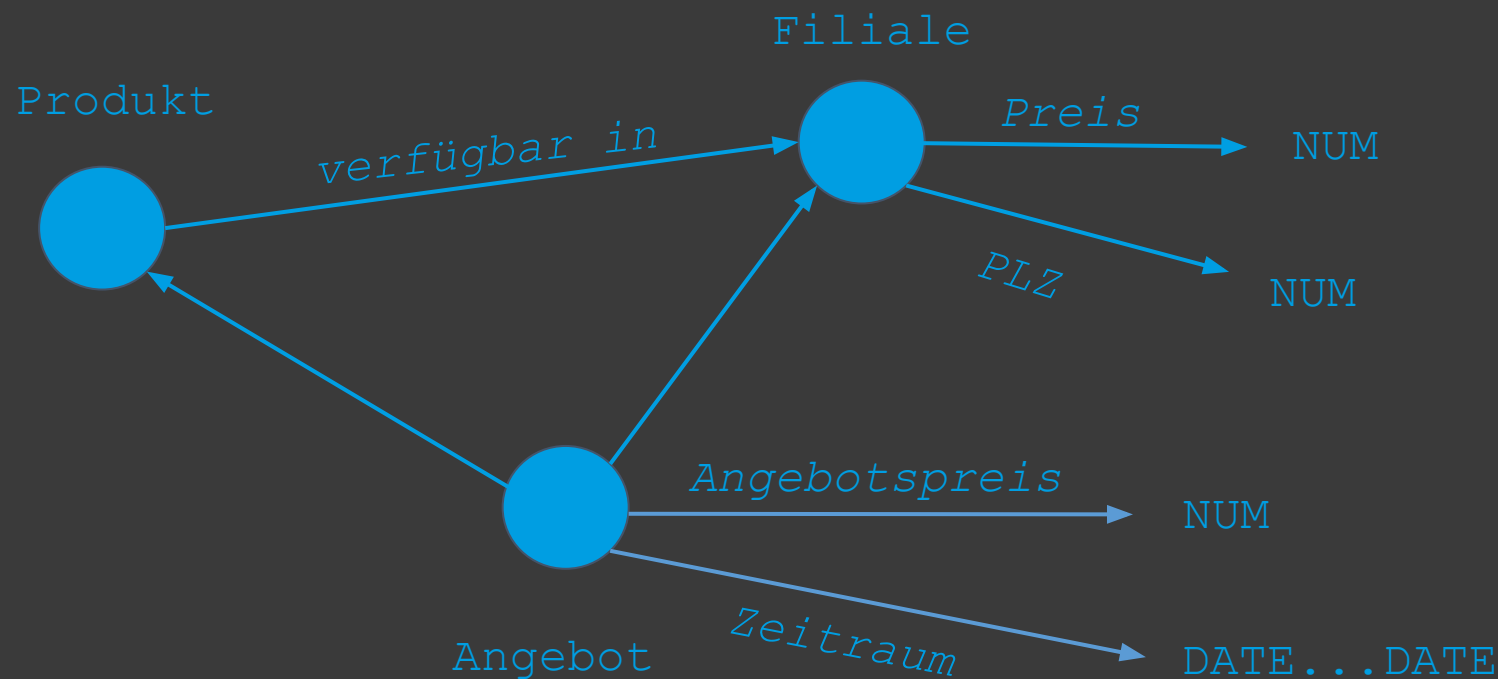 Filiale
Produkt
verfügbar in
Preis
NUM
PLZ
NUM
Angebotspreis
NUM
Zeitraum
Angebot
DATE...DATE